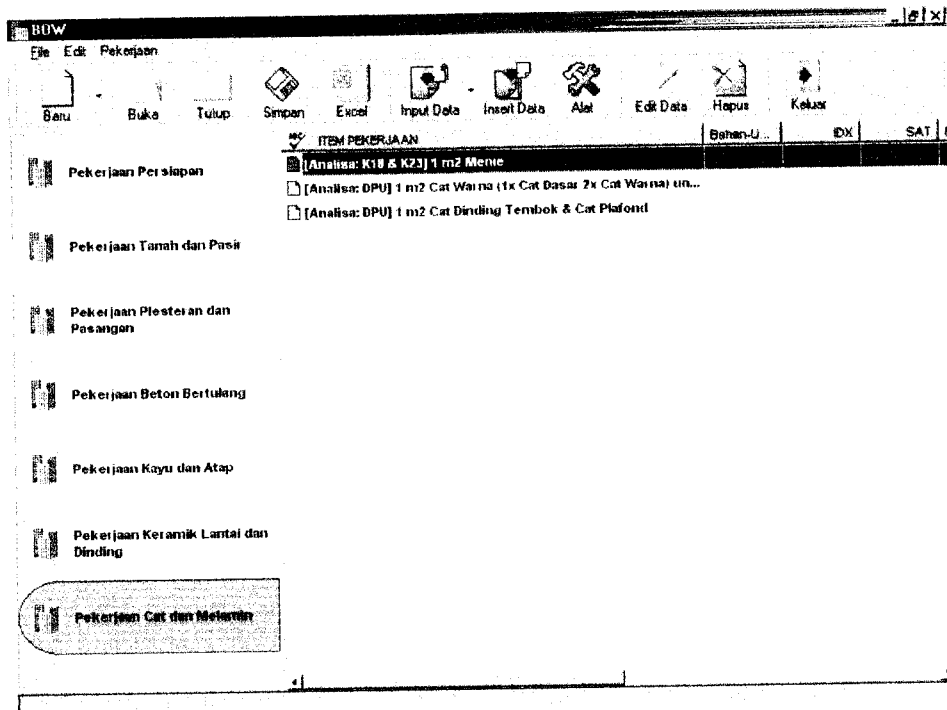 BOW
File Edit Pekerjaan
Baru Buka Tutup Simpan Excel Input Data Insert Data Alat Edit Data Hapus Keluar
ITEM PEKERJAAN Bahan-U... IDX SAT
[Analisa: K18 & K23] 1 m2 Menie
[Analisa: DPU] 1 m2 Cat Warna (1x Cat Dasar 2x Cat Warna) un...
[Analisa: DPU] 1 m2 Cat Dinding Tembok & Cat Plafond
Pekerjaan Persiapan
Pekerjaan Tanah dan Pasir
Pekerjaan Plesteran dan
Pasangan
Pekerjaan Beton Bertulang
Pekerjaan Kayu dan Atap
Pekerjaan Keramik Lantai dan
Dinding
Pekerjaan Cat dan Melamin